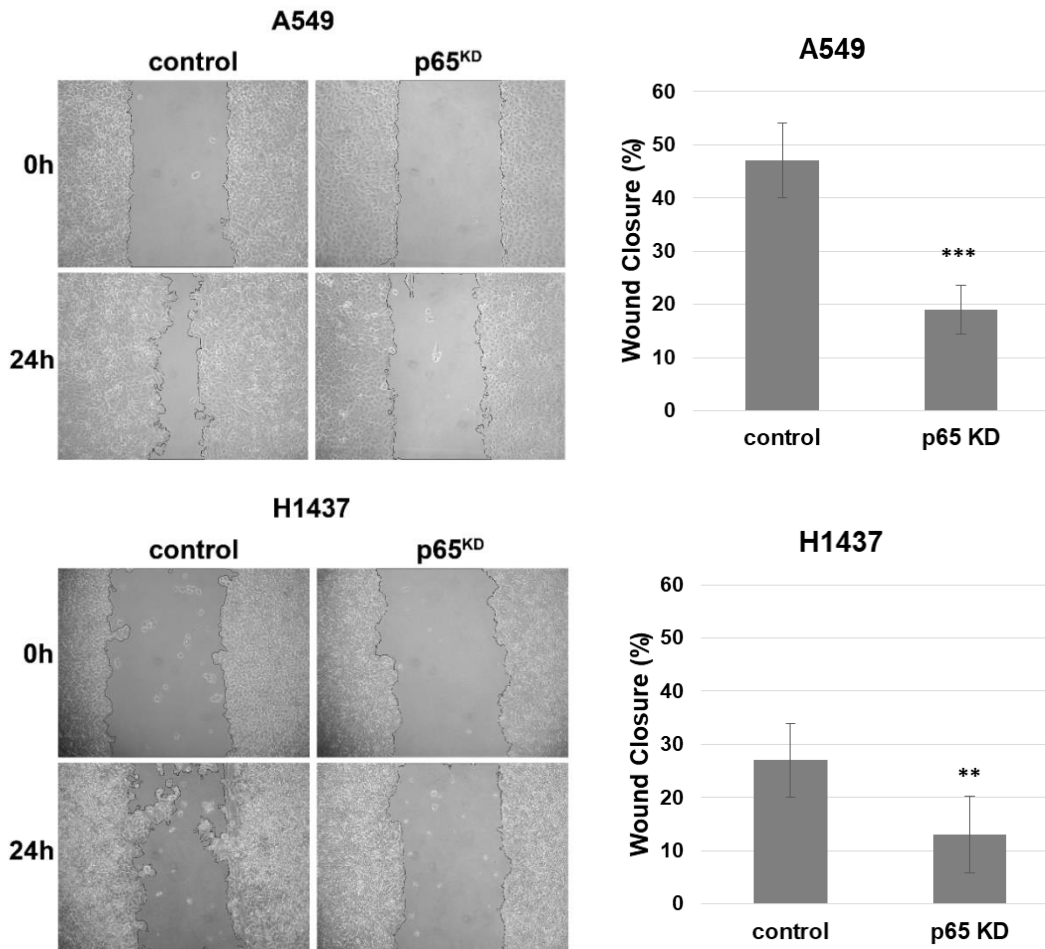 A549
control p65ᴷᴰ
0h
24h
A549
Wound Closure (%)
60
50
40
30
20
10
0
***
control p65 KD
H1437
control p65ᴷᴰ
0h
24h
H1437
Wound Closure (%)
60
50
40
30
20
10
0
**
control p65 KD